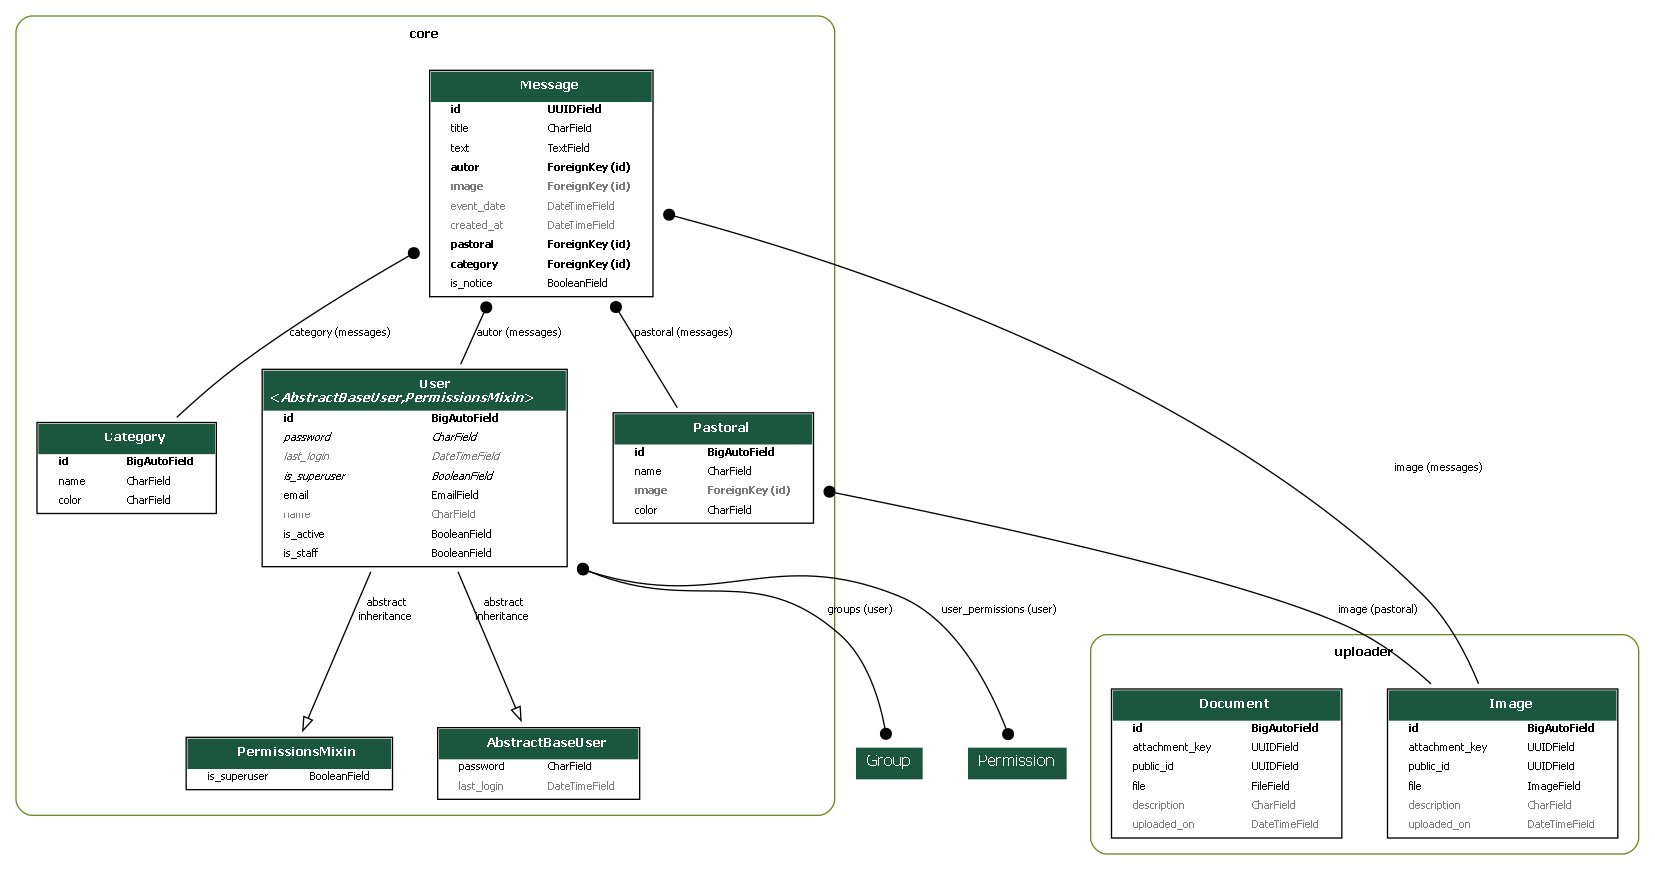 core
Message
id UUIDField
title CharField
text TextField
autor ForeignKey (id)
image ForeignKey (id)
event_date DateTimeField
created_at DateTimeField
pastoral ForeignKey (id)
category ForeignKey (id)
is_notice BooleanField
category (messages)
autor (messages)
pastoral (messages)
image (messages)
Category
id BigAutoField
name CharField
color CharField
User
<AbstractBaseUser,PermissionsMixin>
id BigAutoField
password CharField
last_login DateTimeField
is_superuser BooleanField
email EmailField
name CharField
is_active BooleanField
is_staff BooleanField
Pastoral
id BigAutoField
name CharField
image ForeignKey (id)
color CharField
abstract
inheritance
abstract
inheritance
groups (user)
user_permissions (user)
image (pastoral)
PermissionsMixin
is_superuser BooleanField
AbstractBaseUser
password CharField
last_login DateTimeField
Group
Permission
uploader
Document
id BigAutoField
attachment_key UUIDField
public_id UUIDField
file FileField
description CharField
uploaded_on DateTimeField
Image
id BigAutoField
attachment_key UUIDField
public_id UUIDField
file ImageField
description CharField
uploaded_on DateTimeField